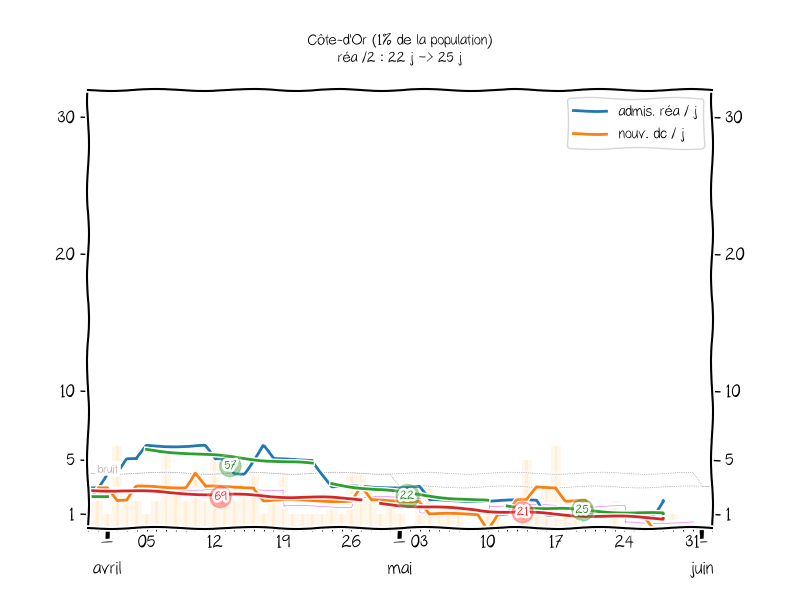 Côte-d'Or (1% de la population)
réa /2 : 22 j -> 25 j
admis. réa / j
nouv. dc / j
30 30
20 20
10 10
5 5
1 1
bruit
57
69
22
21
25
05 12 19 26 03 10 17 24 31
avril mai juin